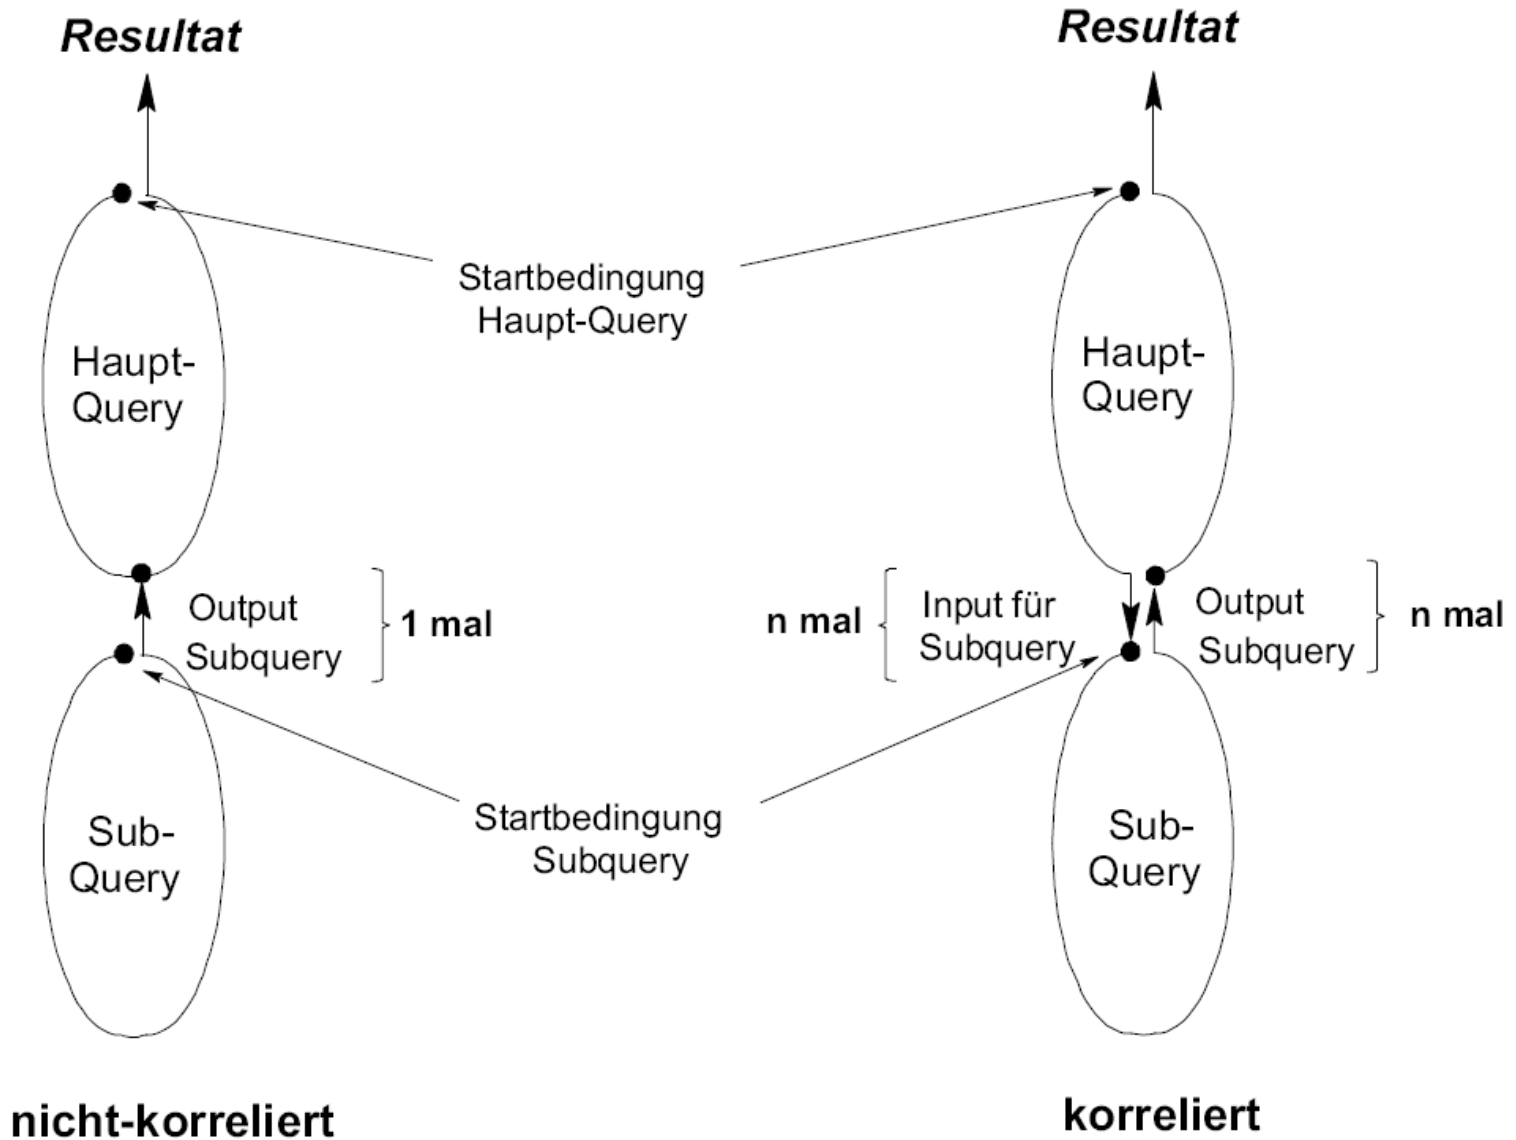 Resultat
Resultat
Startbedingung
Haupt-Query
Haupt-
Query
Haupt-
Query
Output
Subquery
1 mal
n mal
Input für
Subquery
Output
Subquery
n mal
Startbedingung
Subquery
Sub-
Query
Sub-
Query
nicht-korreliert
korreliert